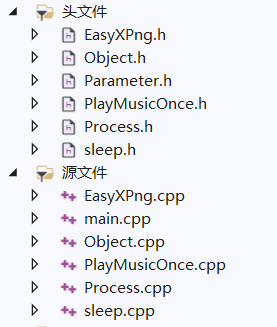 头文件
EasyXPng.h
Object.h
Parameter.h
PlayMusicOnce.h
Process.h
sleep.h
源文件
EasyXPng.cpp
main.cpp
Object.cpp
PlayMusicOnce.cpp
Process.cpp
sleep.cpp